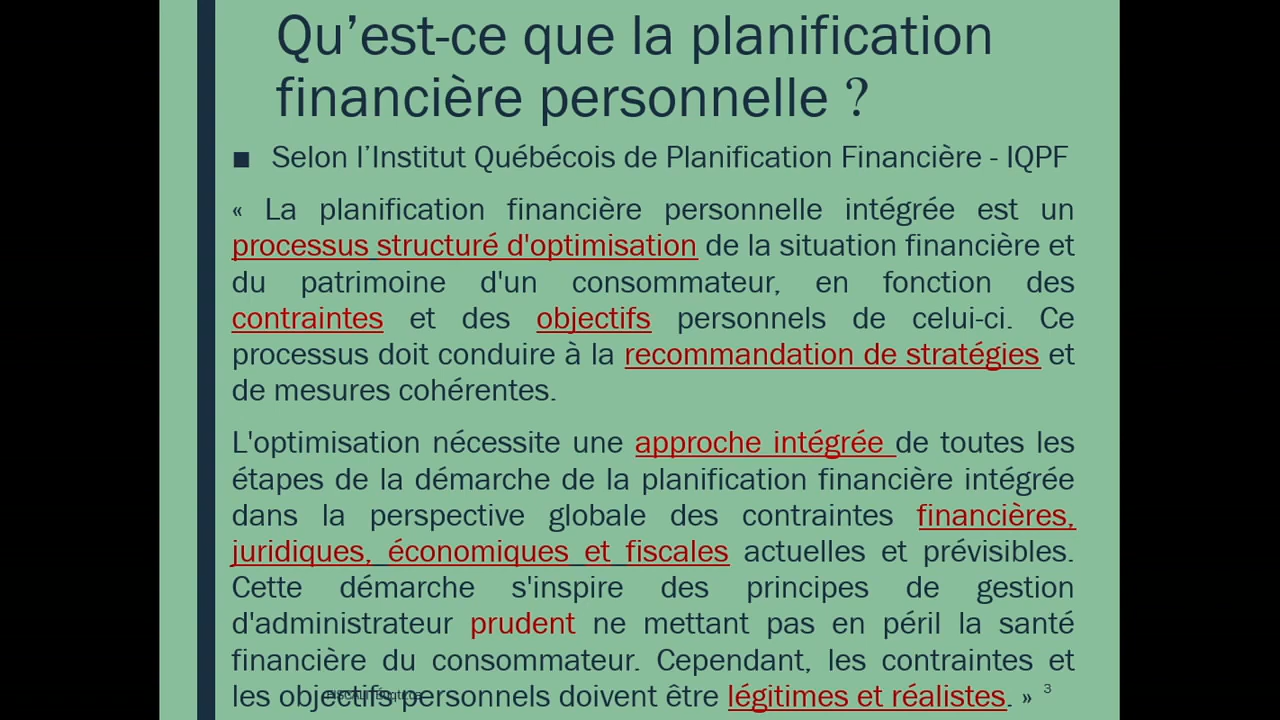 Qu’est-ce que la planification
financière personnelle ?
■ Selon l’Institut Québécois de Planification Financière - IQPF
« La planification financière personnelle intégrée est un
processus structuré d'optimisation de la situation financière et
du patrimoine d'un consommateur, en fonction des
contraintes et des objectifs personnels de celui-ci. Ce
processus doit conduire à la recommandation de stratégies et
de mesures cohérentes.
L'optimisation nécessite une approche intégrée de toutes les
étapes de la démarche de la planification financière intégrée
dans la perspective globale des contraintes financières,
juridiques, économiques et fiscales actuelles et prévisibles.
Cette démarche s'inspire des principes de gestion
d'administrateur prudent ne mettant pas en péril la santé
financière du consommateur. Cependant, les contraintes et
les objectifs personnels doivent être légitimes et réalistes. »
3